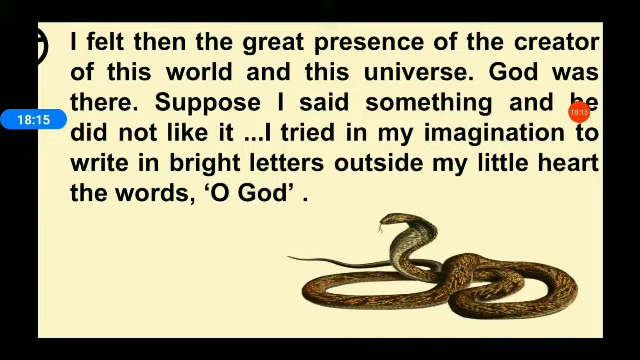 I felt then the great presence of the creator
of this world and this universe. God was
there. Suppose I said something and he
18:15
18:15
did not like it ...I tried in my imagination to
write in bright letters outside my little heart
the words, ‘O God’ .